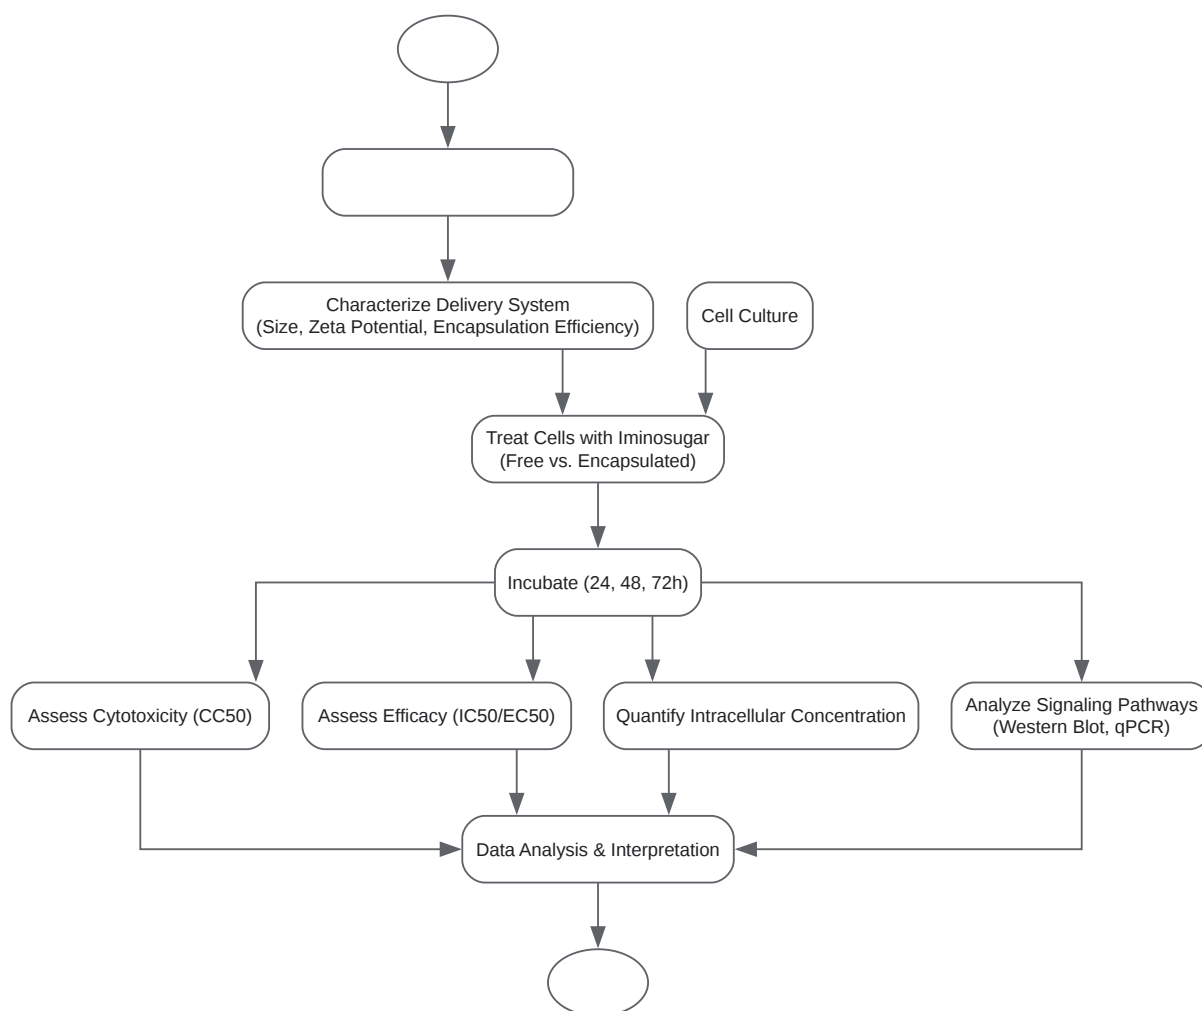 Characterize Delivery System
(Size, Zeta Potential, Encapsulation Efficiency)
Cell Culture
Treat Cells with Iminosugar
(Free vs. Encapsulated)
Incubate (24, 48, 72h)
Assess Cytotoxicity (CC50)
Assess Efficacy (IC50/EC50)
Quantify Intracellular Concentration
Analyze Signaling Pathways
(Western Blot, qPCR)
Data Analysis & Interpretation